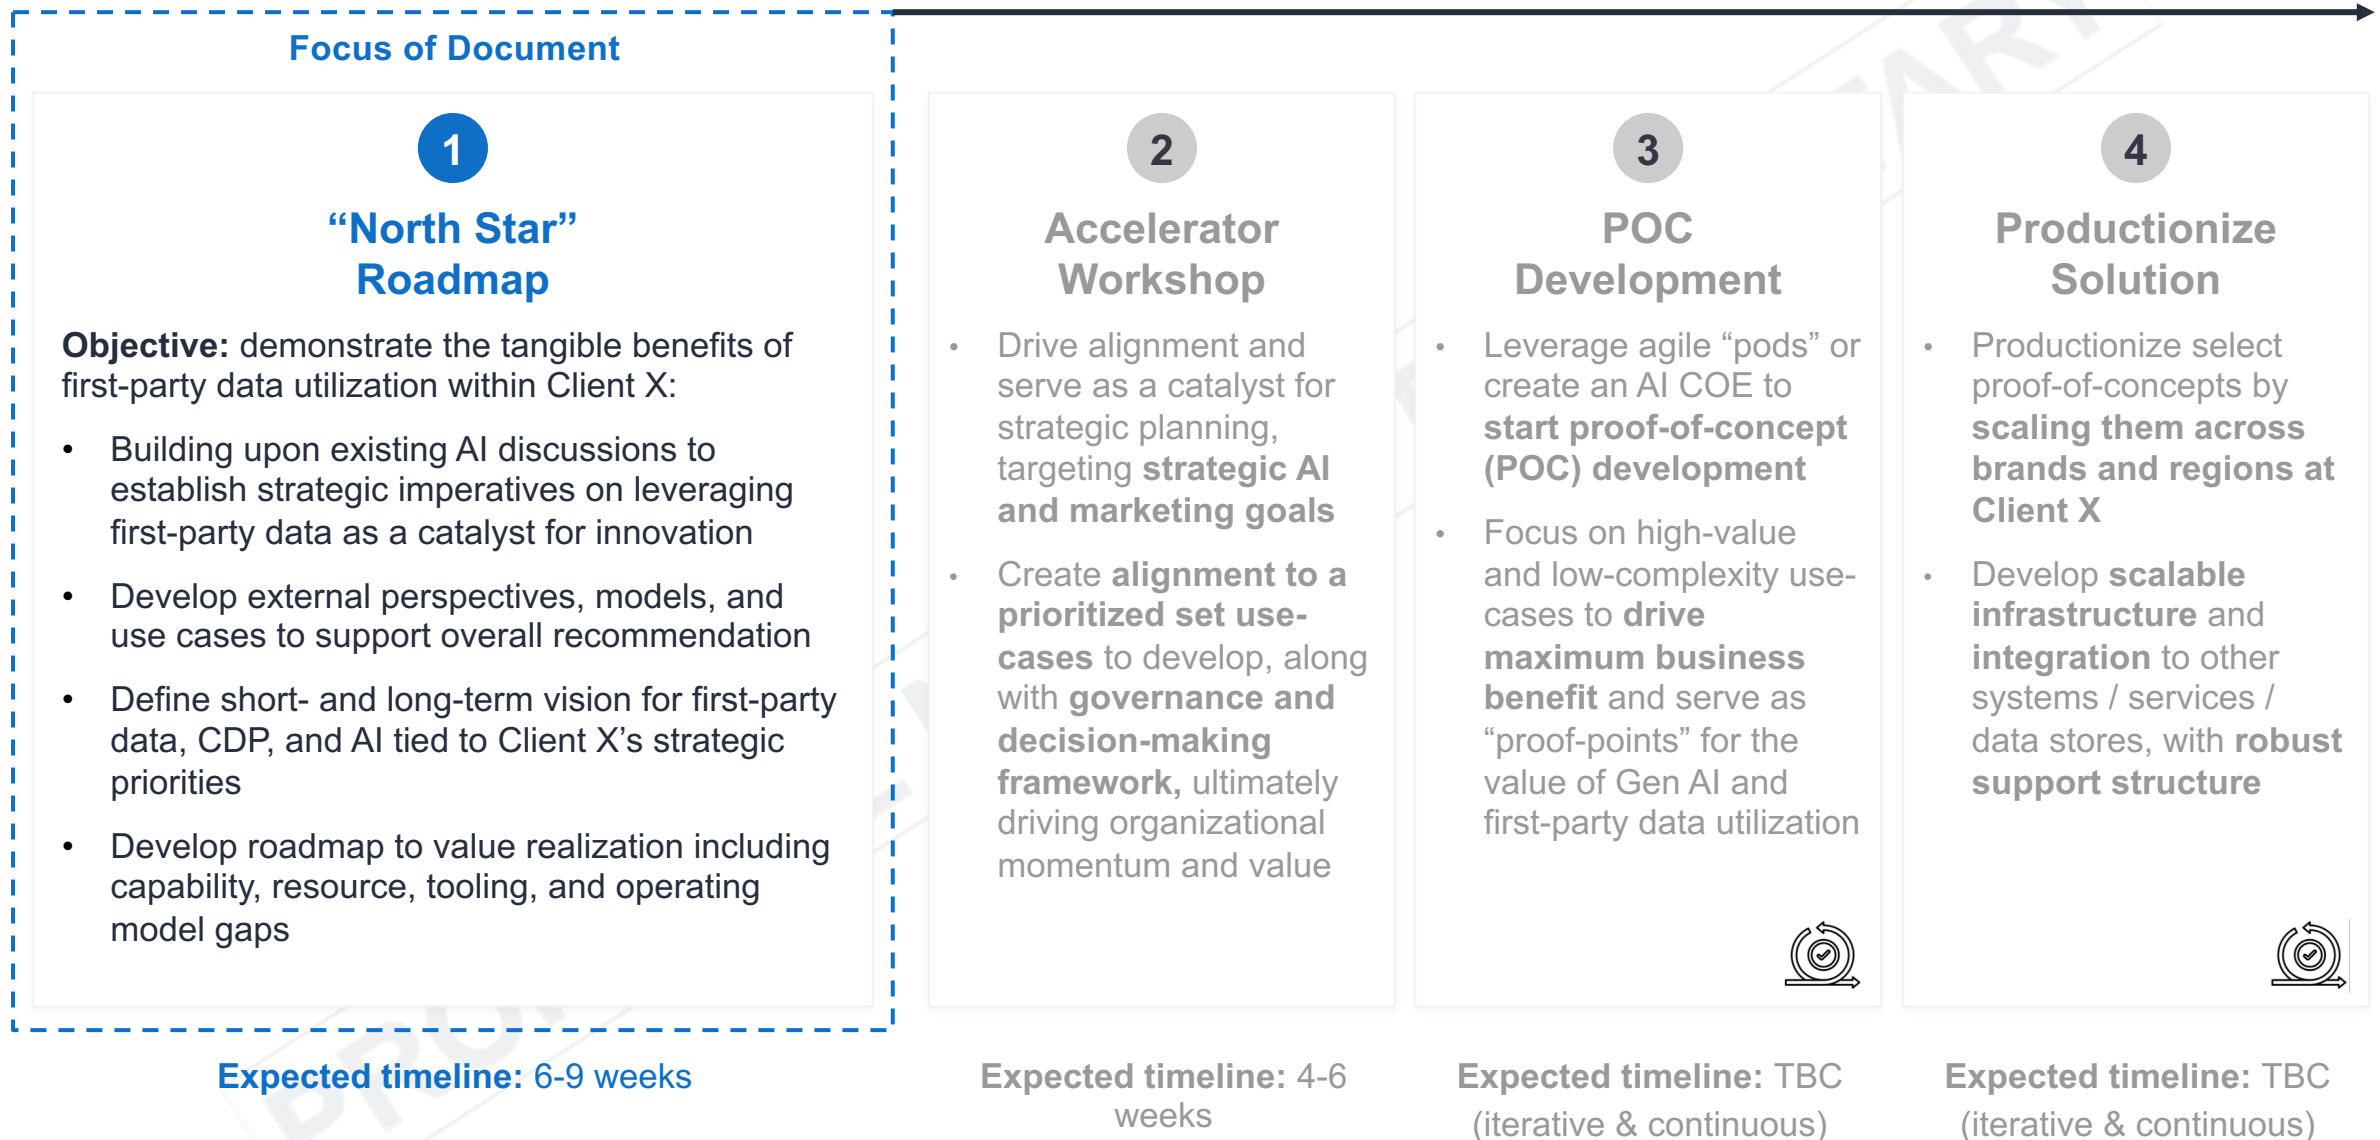 Focus of Document
1
“North Star”
Roadmap
Objective: demonstrate the tangible benefits of
first-party data utilization within Client X:
• Building upon existing AI discussions to
establish strategic imperatives on leveraging
first-party data as a catalyst for innovation
• Develop external perspectives, models, and
use cases to support overall recommendation
• Define short- and long-term vision for first-party
data, CDP, and AI tied to Client X’s strategic
priorities
• Develop roadmap to value realization including
capability, resource, tooling, and operating
model gaps
Expected timeline: 6-9 weeks
2
Accelerator
Workshop
• Drive alignment and
serve as a catalyst for
strategic planning,
targeting strategic AI
and marketing goals
• Create alignment to a
prioritized set use-
cases to develop, along
with governance and
decision-making
framework, ultimately
driving organizational
momentum and value
Expected timeline: 4-6
weeks
3
POC
Development
• Leverage agile “pods” or
create an AI COE to
start proof-of-concept
(POC) development
• Focus on high-value
and low-complexity use-
cases to drive
maximum business
benefit and serve as
“proof-points” for the
value of Gen AI and
first-party data utilization
Expected timeline: TBC
(iterative & continuous)
4
Productionize
Solution
• Productionize select
proof-of-concepts by
scaling them across
brands and regions at
Client X
• Develop scalable
infrastructure and
integration to other
systems / services /
data stores, with robust
support structure
Expected timeline: TBC
(iterative & continuous)